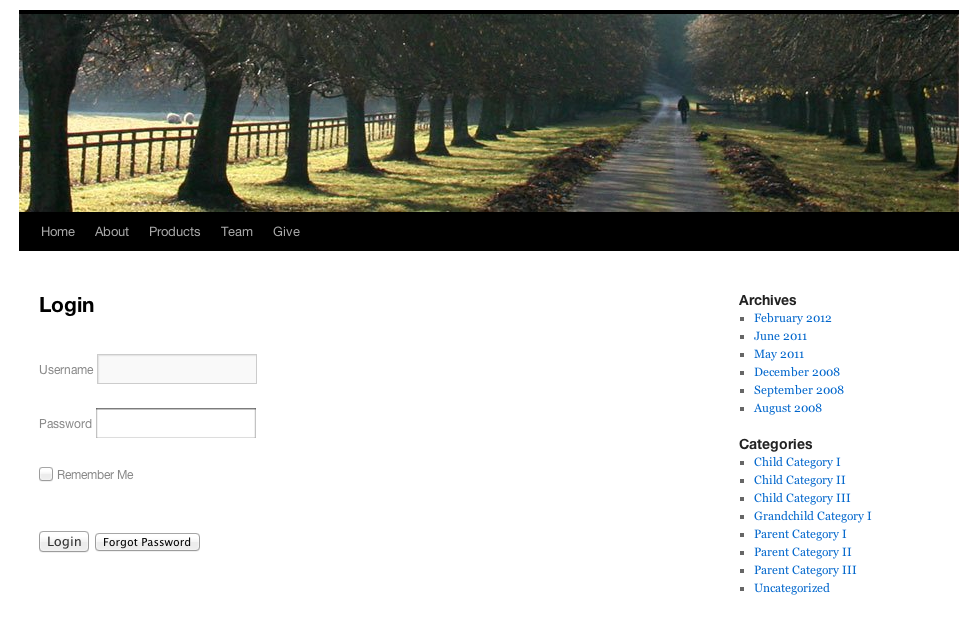 Home About Products Team Give
Login
Username
Password
Remember Me
Login Forgot Password
Archives
February 2012
June 2011
May 2011
December 2008
September 2008
August 2008
Categories
Child Category I
Child Category II
Child Category III
Grandchild Category I
Parent Category I
Parent Category II
Parent Category III
Uncategorized